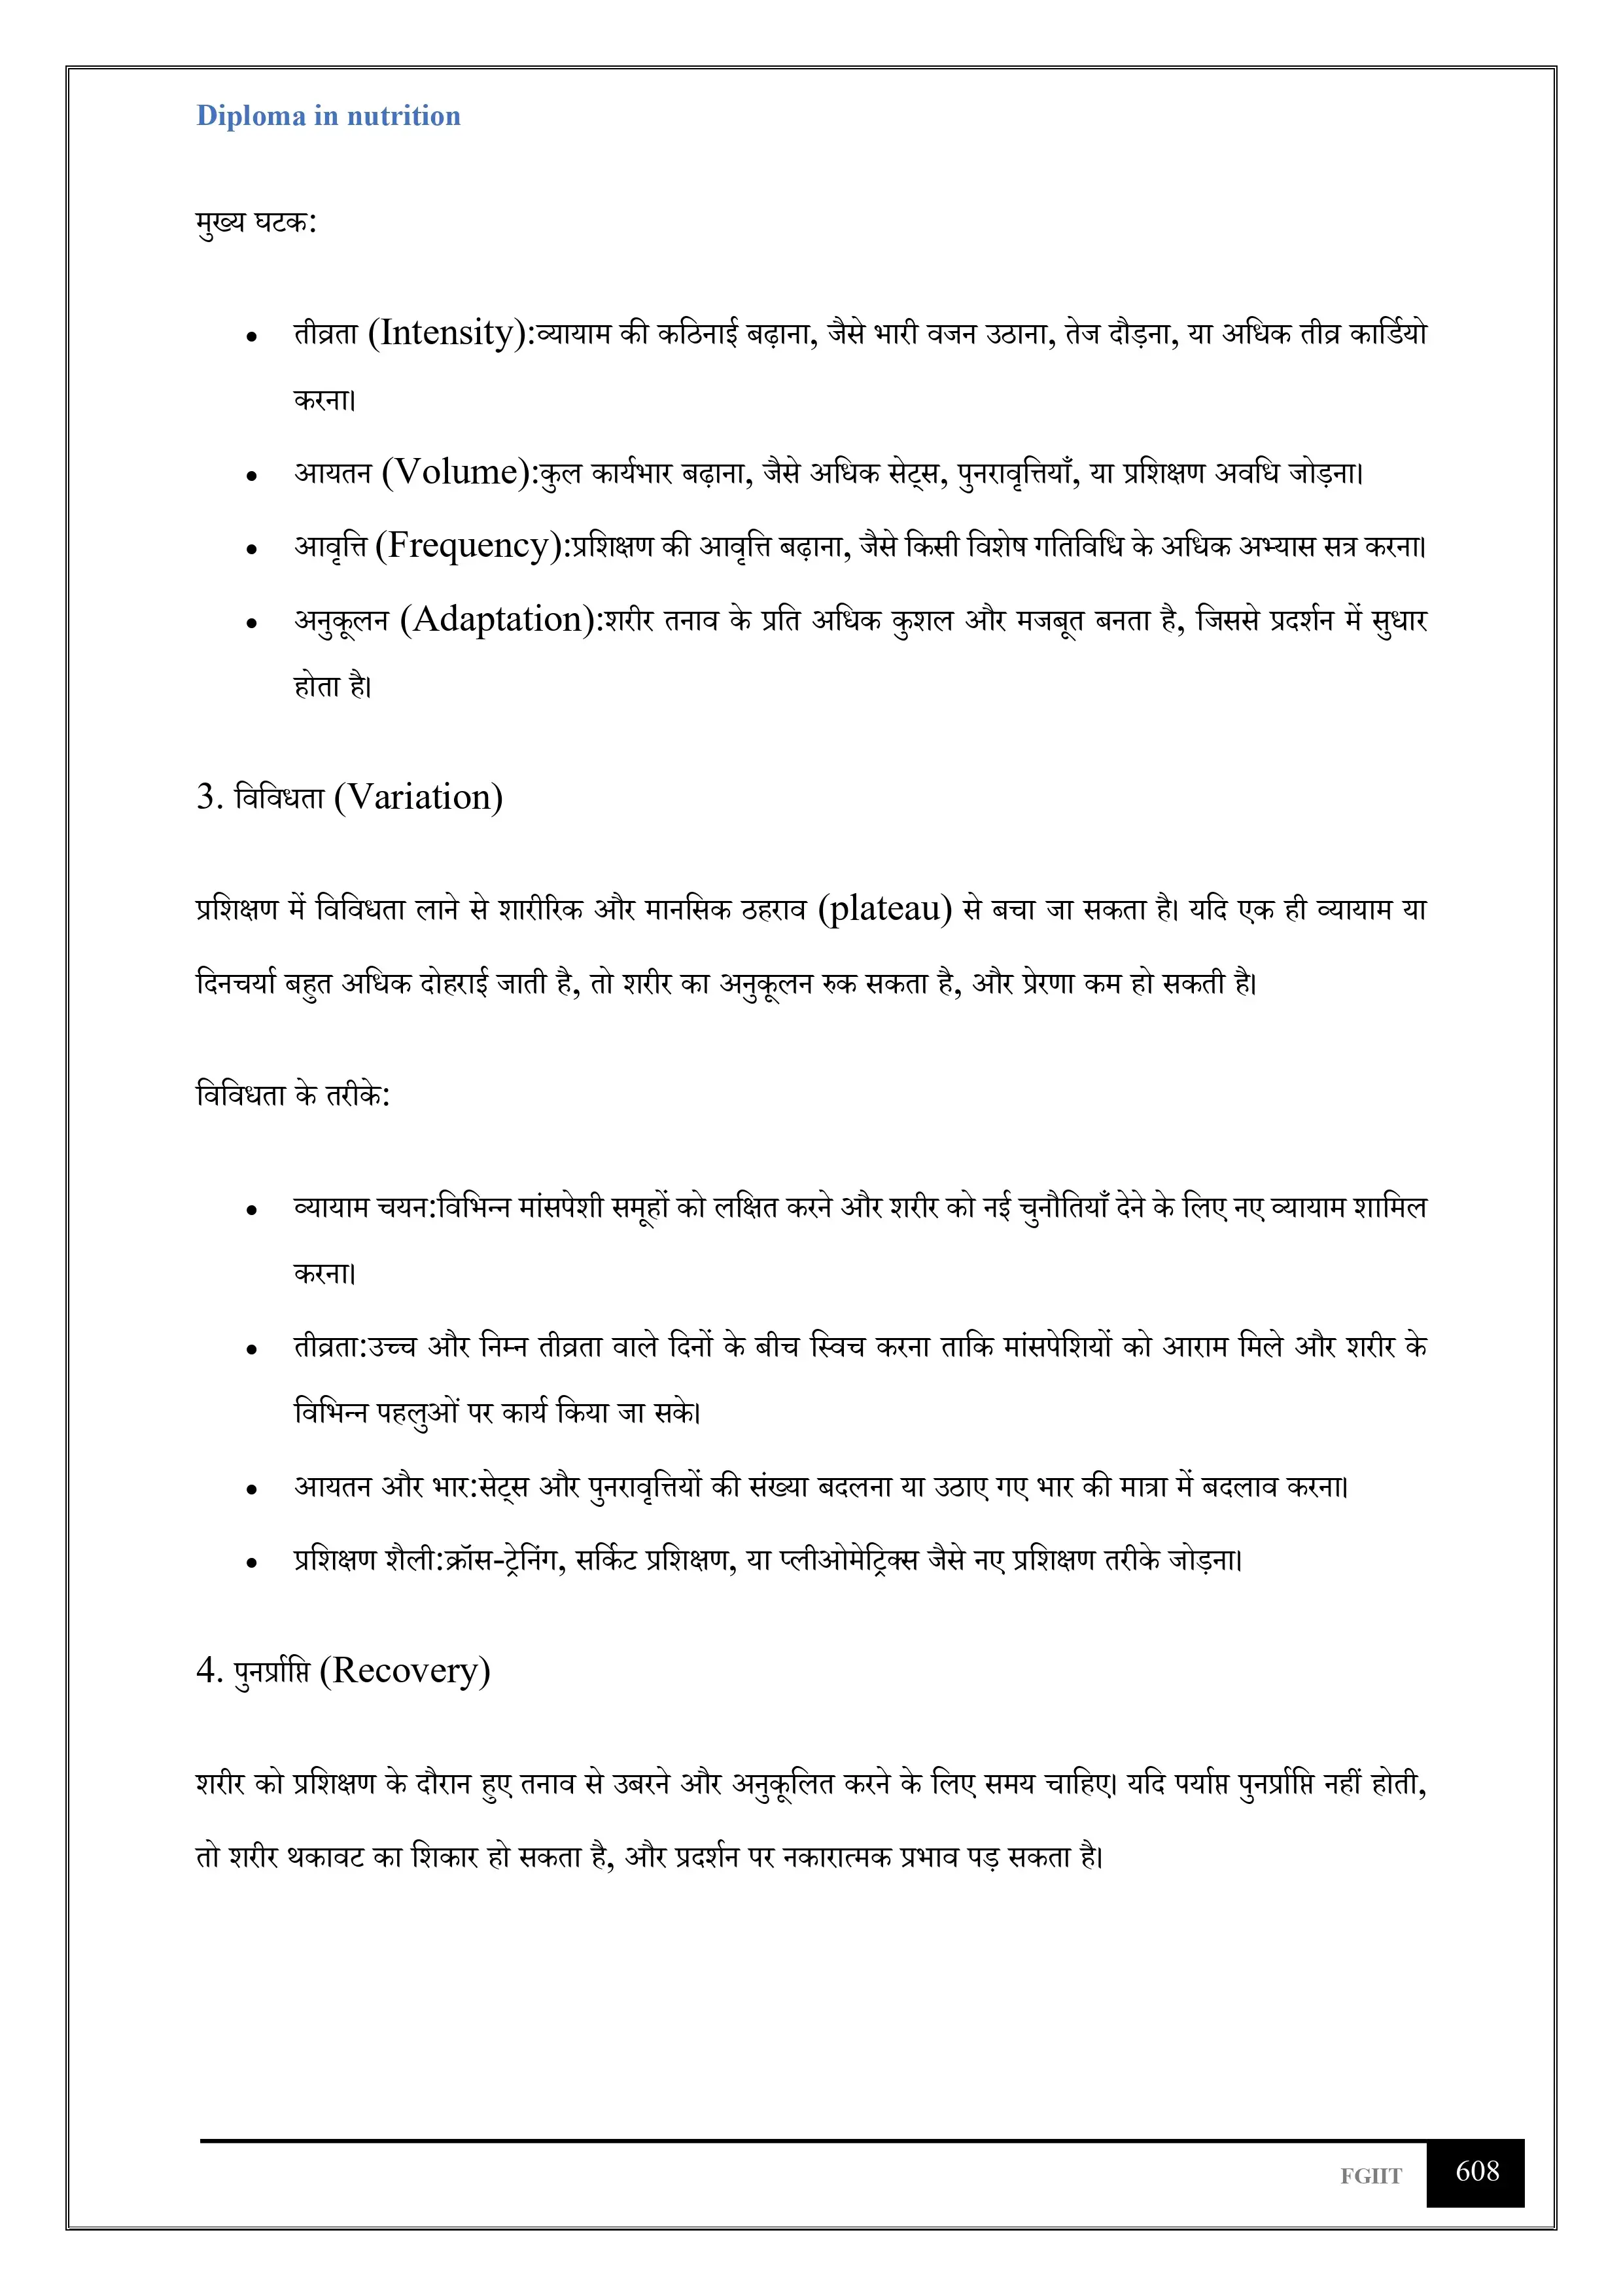 Diploma in nutrition
मुख्य घटक:
• तीव्रता (Intensity):व्यायाम की कठिनाई बढ़ाना, जैसे भारी वजन उठाना, तेज दौड़ना, या अधिक तीव्र कार्डियो
करना।
• आयतन (Volume):कुल कार्यभार बढ़ाना, जैसे अधिक सेट्स, पुनरावृत्तियाँ, या प्रशिक्षण अवधि जोड़ना।
• आवृत्ति (Frequency):प्रशिक्षण की आवृत्ति बढ़ाना, जैसे किसी विशेष गतिविधि के अधिक अभ्यास सत्र करना।
• अनुकूलन (Adaptation):शरीर तनाव के प्रति अधिक कुशल और मजबूत बनता है, जिससे प्रदर्शन में सुधार
होता है।
3. विविधता (Variation)
प्रशिक्षण में विविधता लाने से शारीरिक और मानसिक ठहराव (plateau) से बचा जा सकता है। यदि एक ही व्यायाम या
दिनचर्या बहुत अधिक दोहराई जाती है, तो शरीर का अनुकूलन रुक सकता है, और प्रेरणा कम हो सकती है।
विविधता के तरीके:
• व्यायाम चयन:विभिन्न मांसपेशी समूहों को लक्षित करने और शरीर को नई चुनौतियाँ देने के लिए नए व्यायाम शामिल
करना।
• तीव्रता:उच्च और निम्न तीव्रता वाले दिनों के बीच स्विच करना ताकि मांसपेशियों को आराम मिले और शरीर के
विभिन्न पहलुओं पर कार्य किया जा सके।
• आयतन और भार:सेट्स और पुनरावृत्तियों की संख्या बदलना या उठाए गए भार की मात्रा में बदलाव करना।
• प्रशिक्षण शैली:क्रॉस-ट्रेनिंग, सर्किट प्रशिक्षण, या प्लीओमेट्रिक्स जैसे नए प्रशिक्षण तरीके जोड़ना।
4. पुनर्प्राप्ति (Recovery)
शरीर को प्रशिक्षण के दौरान हुए तनाव से उबरने और अनुकूलित करने के लिए समय चाहिए। यदि पर्याप्त पुनर्प्राप्ति नहीं होती,
तो शरीर थकावट का शिकार हो सकता है, और प्रदर्शन पर नकारात्मक प्रभाव पड़ सकता है।
FGIIT 608